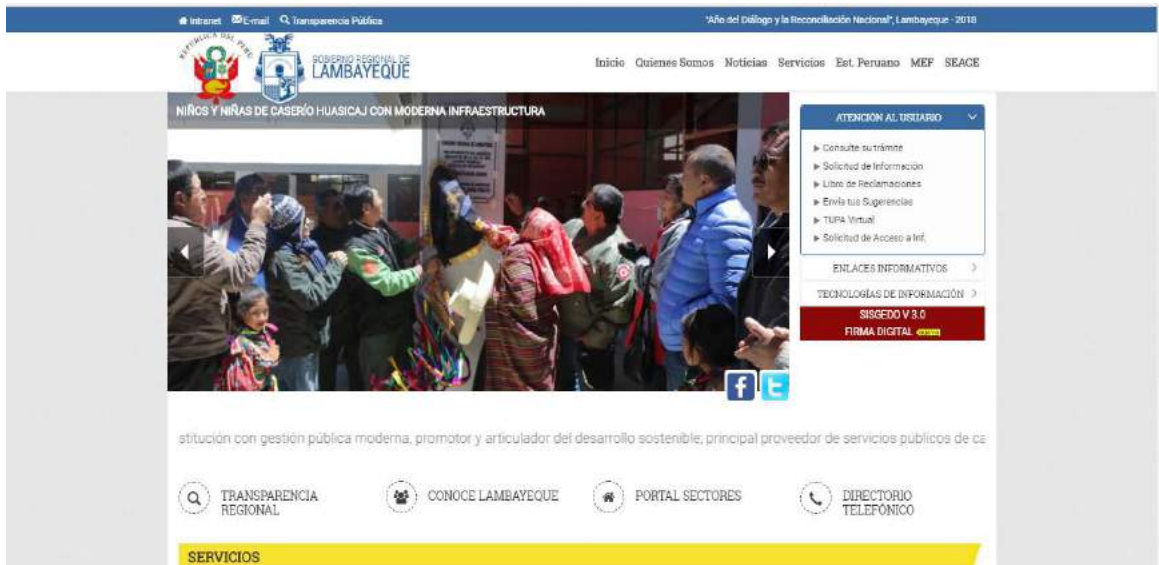 Intranet E-mail Transparencia Pública
"Año del Diálogo y la Reconciliación Nacional", Lambayeque - 2018
REPÚBLICA DEL PERÚ
GOBIERNO REGIONAL DE
LAMBAYEQUE
Inicio Quienes Somos Noticias Servicios Est. Peruano MEF SEACE
NIÑOS Y NIÑAS DE CASERÍO HUASICAJ CON MODERNA INFRAESTRUCTURA
ATENCIÓN AL USUARIO
Consulte su trámite
Solicitud de Información
Libro de Reclamaciones
Envía tus Sugerencias
TUPA Virtual
Solicitud de Acceso a Inf.
ENLACES INFORMATIVOS
TECNOLOGÍAS DE INFORMACIÓN
SISGEDO V 3.0
FIRMA DIGITAL
stitución con gestión pública moderna, promotor y articulador del desarrollo sostenible, principal proveedor de servicios públicos de ca
TRANSPARENCIA
REGIONAL
CONOCE LAMBAYEQUE
PORTAL SECTORES
DIRECTORIO
TELEFÓNICO
SERVICIOS